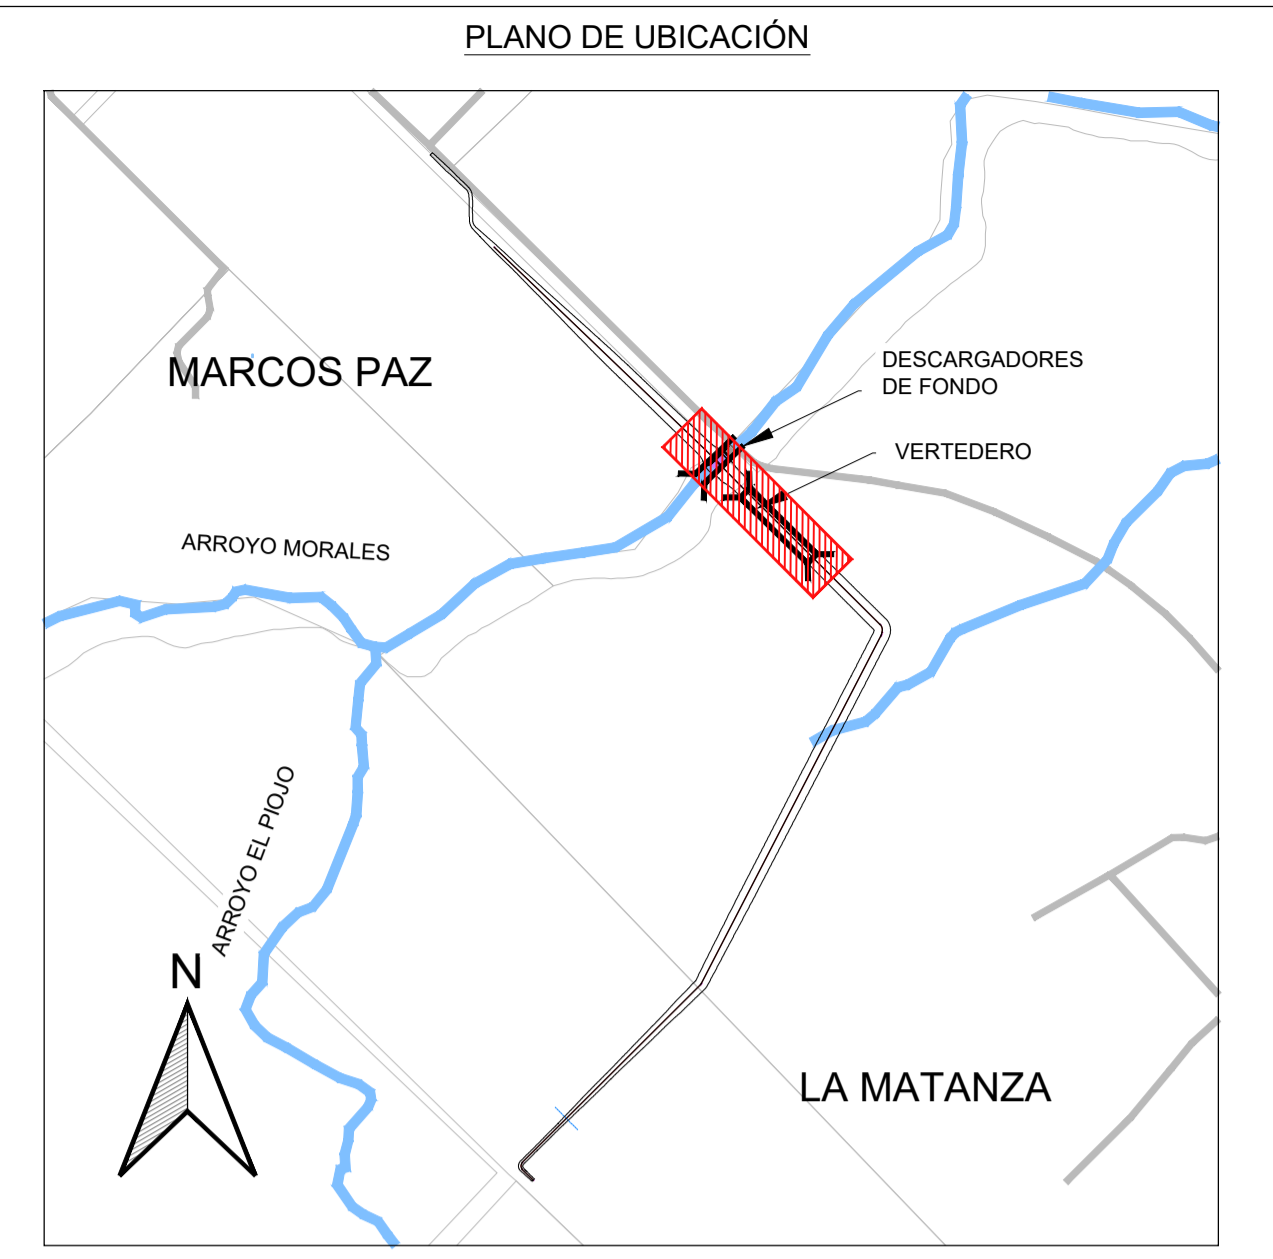 PLANO DE UBICACIÓN
MARCOS PAZ
DESCARGADORES
DE FONDO
VERTEDERO
ARROYO MORALES
ARROYO EL PIOJO
N
LA MATANZA